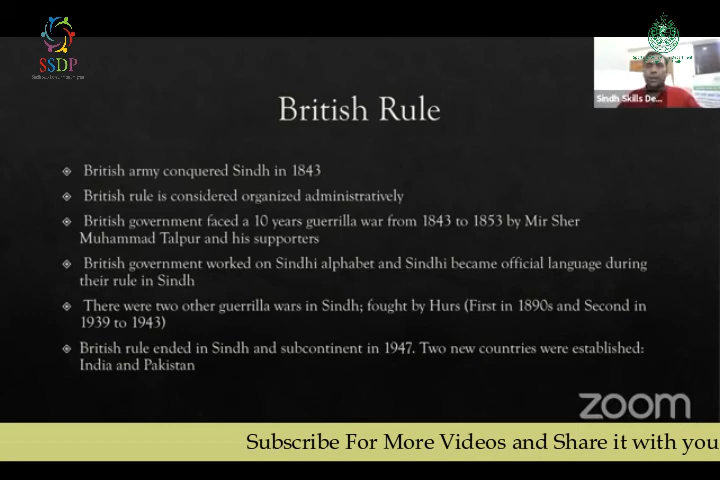 SSDP
Sindh Skills De...
British Rule
British army conquered Sindh in 1843
British rule is considered organized administratively
British government faced a 10 years guerrilla war from 1843 to 1853 by Mir Sher
Muhammad Talpur and his supporters
British government worked on Sindhi alphabet and Sindhi became official language during
their rule in Sindh
There were two other guerrilla wars in Sindh; fought by Hurs (First in 1890s and Second in
1939 to 1943)
British rule ended in Sindh and subcontinent in 1947. Two new countries were established:
India and Pakistan
zoom
Subscribe For More Videos and Share it with you